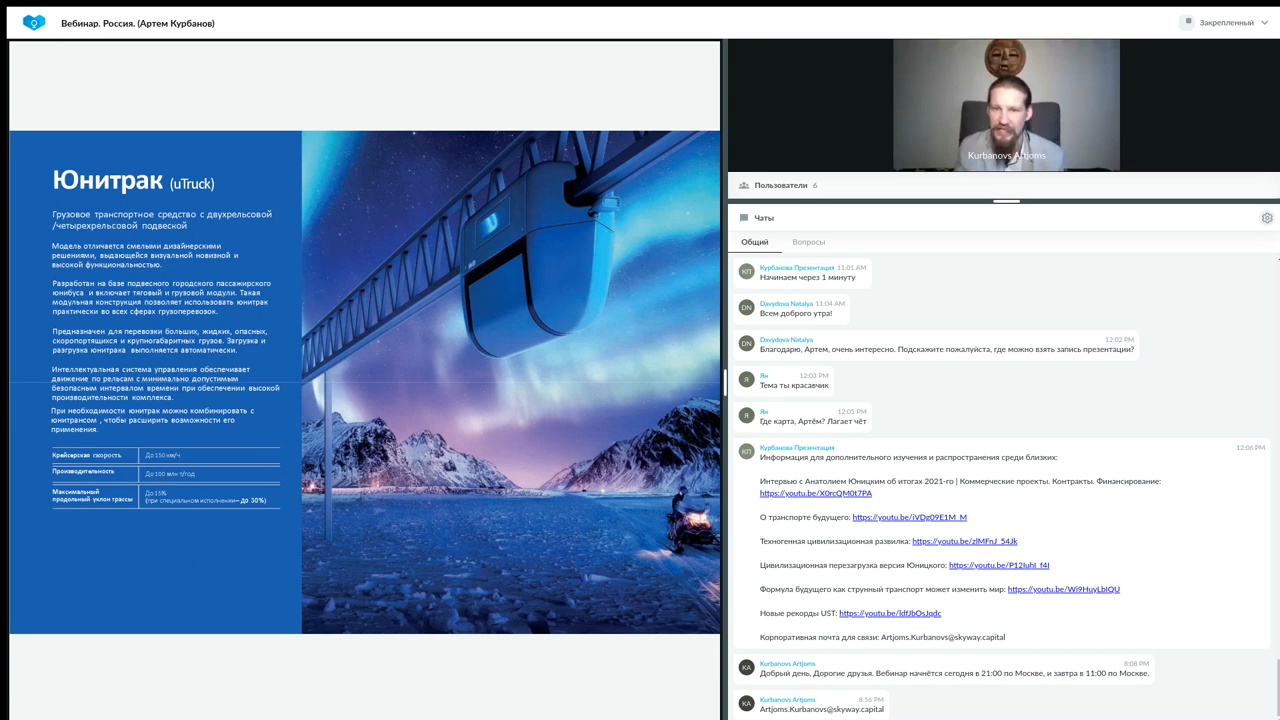 Вебинар. Россия. (Артем Курбанов)
Закрепленный
Юнитрак (uTruck)
Грузовое транспортное средство с двухрельсовой
/четырехрельсовой подвеской
Модель отличается смелыми дизайнерскими
решениями, выдающейся визуальной новизной и
высокой функциональностью.
Разработан на базе подвесного городского пассажирского
юнибуса и включает тяговый и грузовой модули. Такая
модульная конструкция позволяет использовать юнитрак
практически во всех сферах грузоперевозок.
Предназначен для перевозки больших, жидких, опасных,
скоропортящихся и крупногабаритных грузов. Загрузка и
разгрузка юнитрака выполняется автоматически.
Интеллектуальная система управления обеспечивает
движение по рельсам с минимально допустимым
безопасным интервалом времени при обеспечении высокой
производительности комплекса.
При необходимости юнитрак можно комбинировать с
юнитрансом , чтобы расширить возможности его
применения.
Крейсерская скорость До 150 км/ч
Производительность До 100 млн т/год
Максимальный
продольный уклон трассы До 15%
(при специальном исполнении– до 30%)
Kurbanovs Artjoms
Пользователи 6
Чаты
Общий Вопросы
КП Курбанова Презентация 11:01 AM
Начинаем через 1 минуту
DN Davydova Natalya 11:04 AM
Всем доброго утра!
DN Davydova Natalya 12:02 PM
Благодарю, Артем, очень интересно. Подскажите пожалуйста, где можно взять запись презентации?
Я Ян 12:03 PM
Тема ты красавчик
Я Ян 12:05 PM
Где карта, Артём? Лагает чёт
КП Курбанова Презентация 12:06 PM
Информация для дополнительного изучения и распространения среди близких:
Интервью с Анатолием Юницким об итогах 2021-го | Коммерческие проекты. Контракты. Финансирование:
https://youtu.be/X0rcQM0t7PA
О транспорте будущего: https://youtu.be/iVDg09E1M_M
Техногенная цивилизационная развилка: https://youtu.be/zlMFnJ_54Jk
Цивилизационная перезагрузка версия Юницкого: https://youtu.be/P12IuhI_f4I
Формула будущего как струнный транспорт может изменить мир: https://youtu.be/Wi9HuyLbIQU
Новые рекорды UST: https://youtu.be/ldfJbOsJqdc
Корпоративная почта для связи: Artjoms.Kurbanovs@skyway.capital
KA Kurbanovs Artjoms 8:08 PM
Добрый день, Дорогие друзья. Вебинар начнётся сегодня в 21:00 по Москве, и завтра в 11:00 по Москве.
KA Kurbanovs Artjoms 8:56 PM
Artjoms.Kurbanovs@skyway.capital